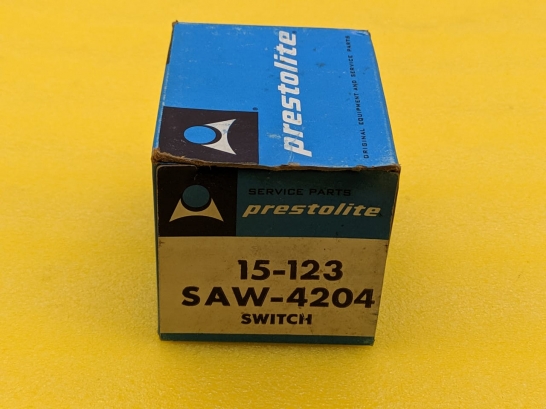 prestolite
ORIGINAL EQUIPMENT AND SERVICE PARTS
SERVICE PARTS
prestolite
15-123
SAW-4204
SWITCH